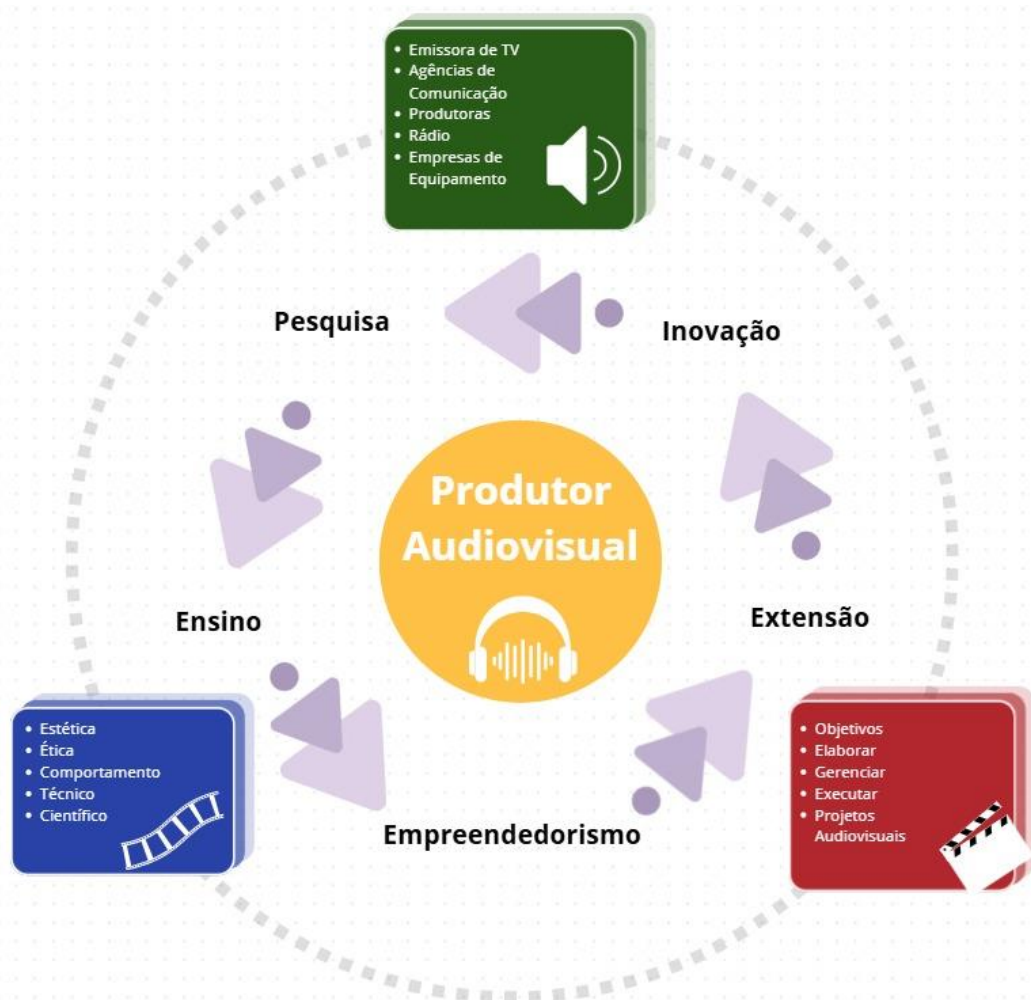 Emissora de TV
Agências de
Comunicação
Produtoras
Rádio
Empresas de
Equipamento
Pesquisa
Inovação
Produtor
Audiovisual
Ensino
Extensão
Estética
Ética
Comportamento
Técnico
Científico
Objetivos
Elaborar
Gerenciar
Executar
Projetos
Audiovisuais
Empreendedorismo